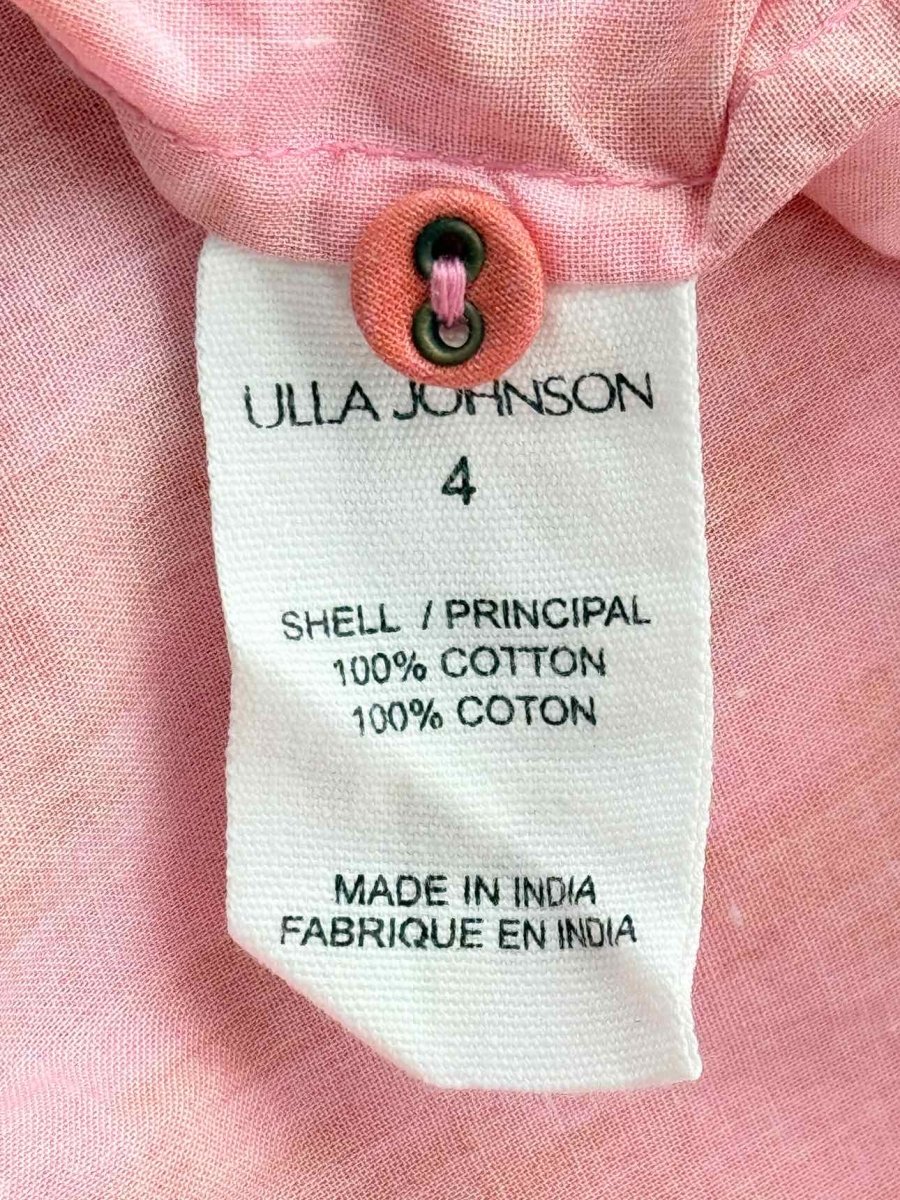 ULLA JOHNSON
4
SHELL / PRINCIPAL
100% COTTON
100% COTON
MADE IN INDIA
FABRIQUE EN INDIA